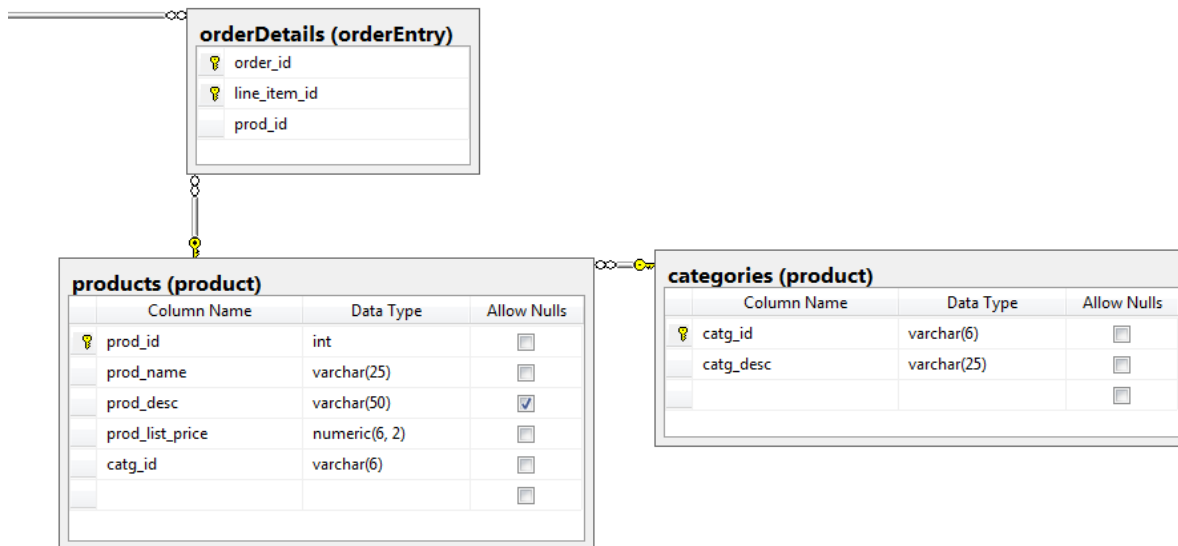 orderDetails (orderEntry)
order_id
line_item_id
prod_id
products (product)
Column Name Data Type Allow Nulls
prod_id int
prod_name varchar(25)
prod_desc varchar(50)
prod_list_price numeric(6, 2)
catg_id varchar(6)
categories (product)
Column Name Data Type Allow Nulls
catg_id varchar(6)
catg_desc varchar(25)